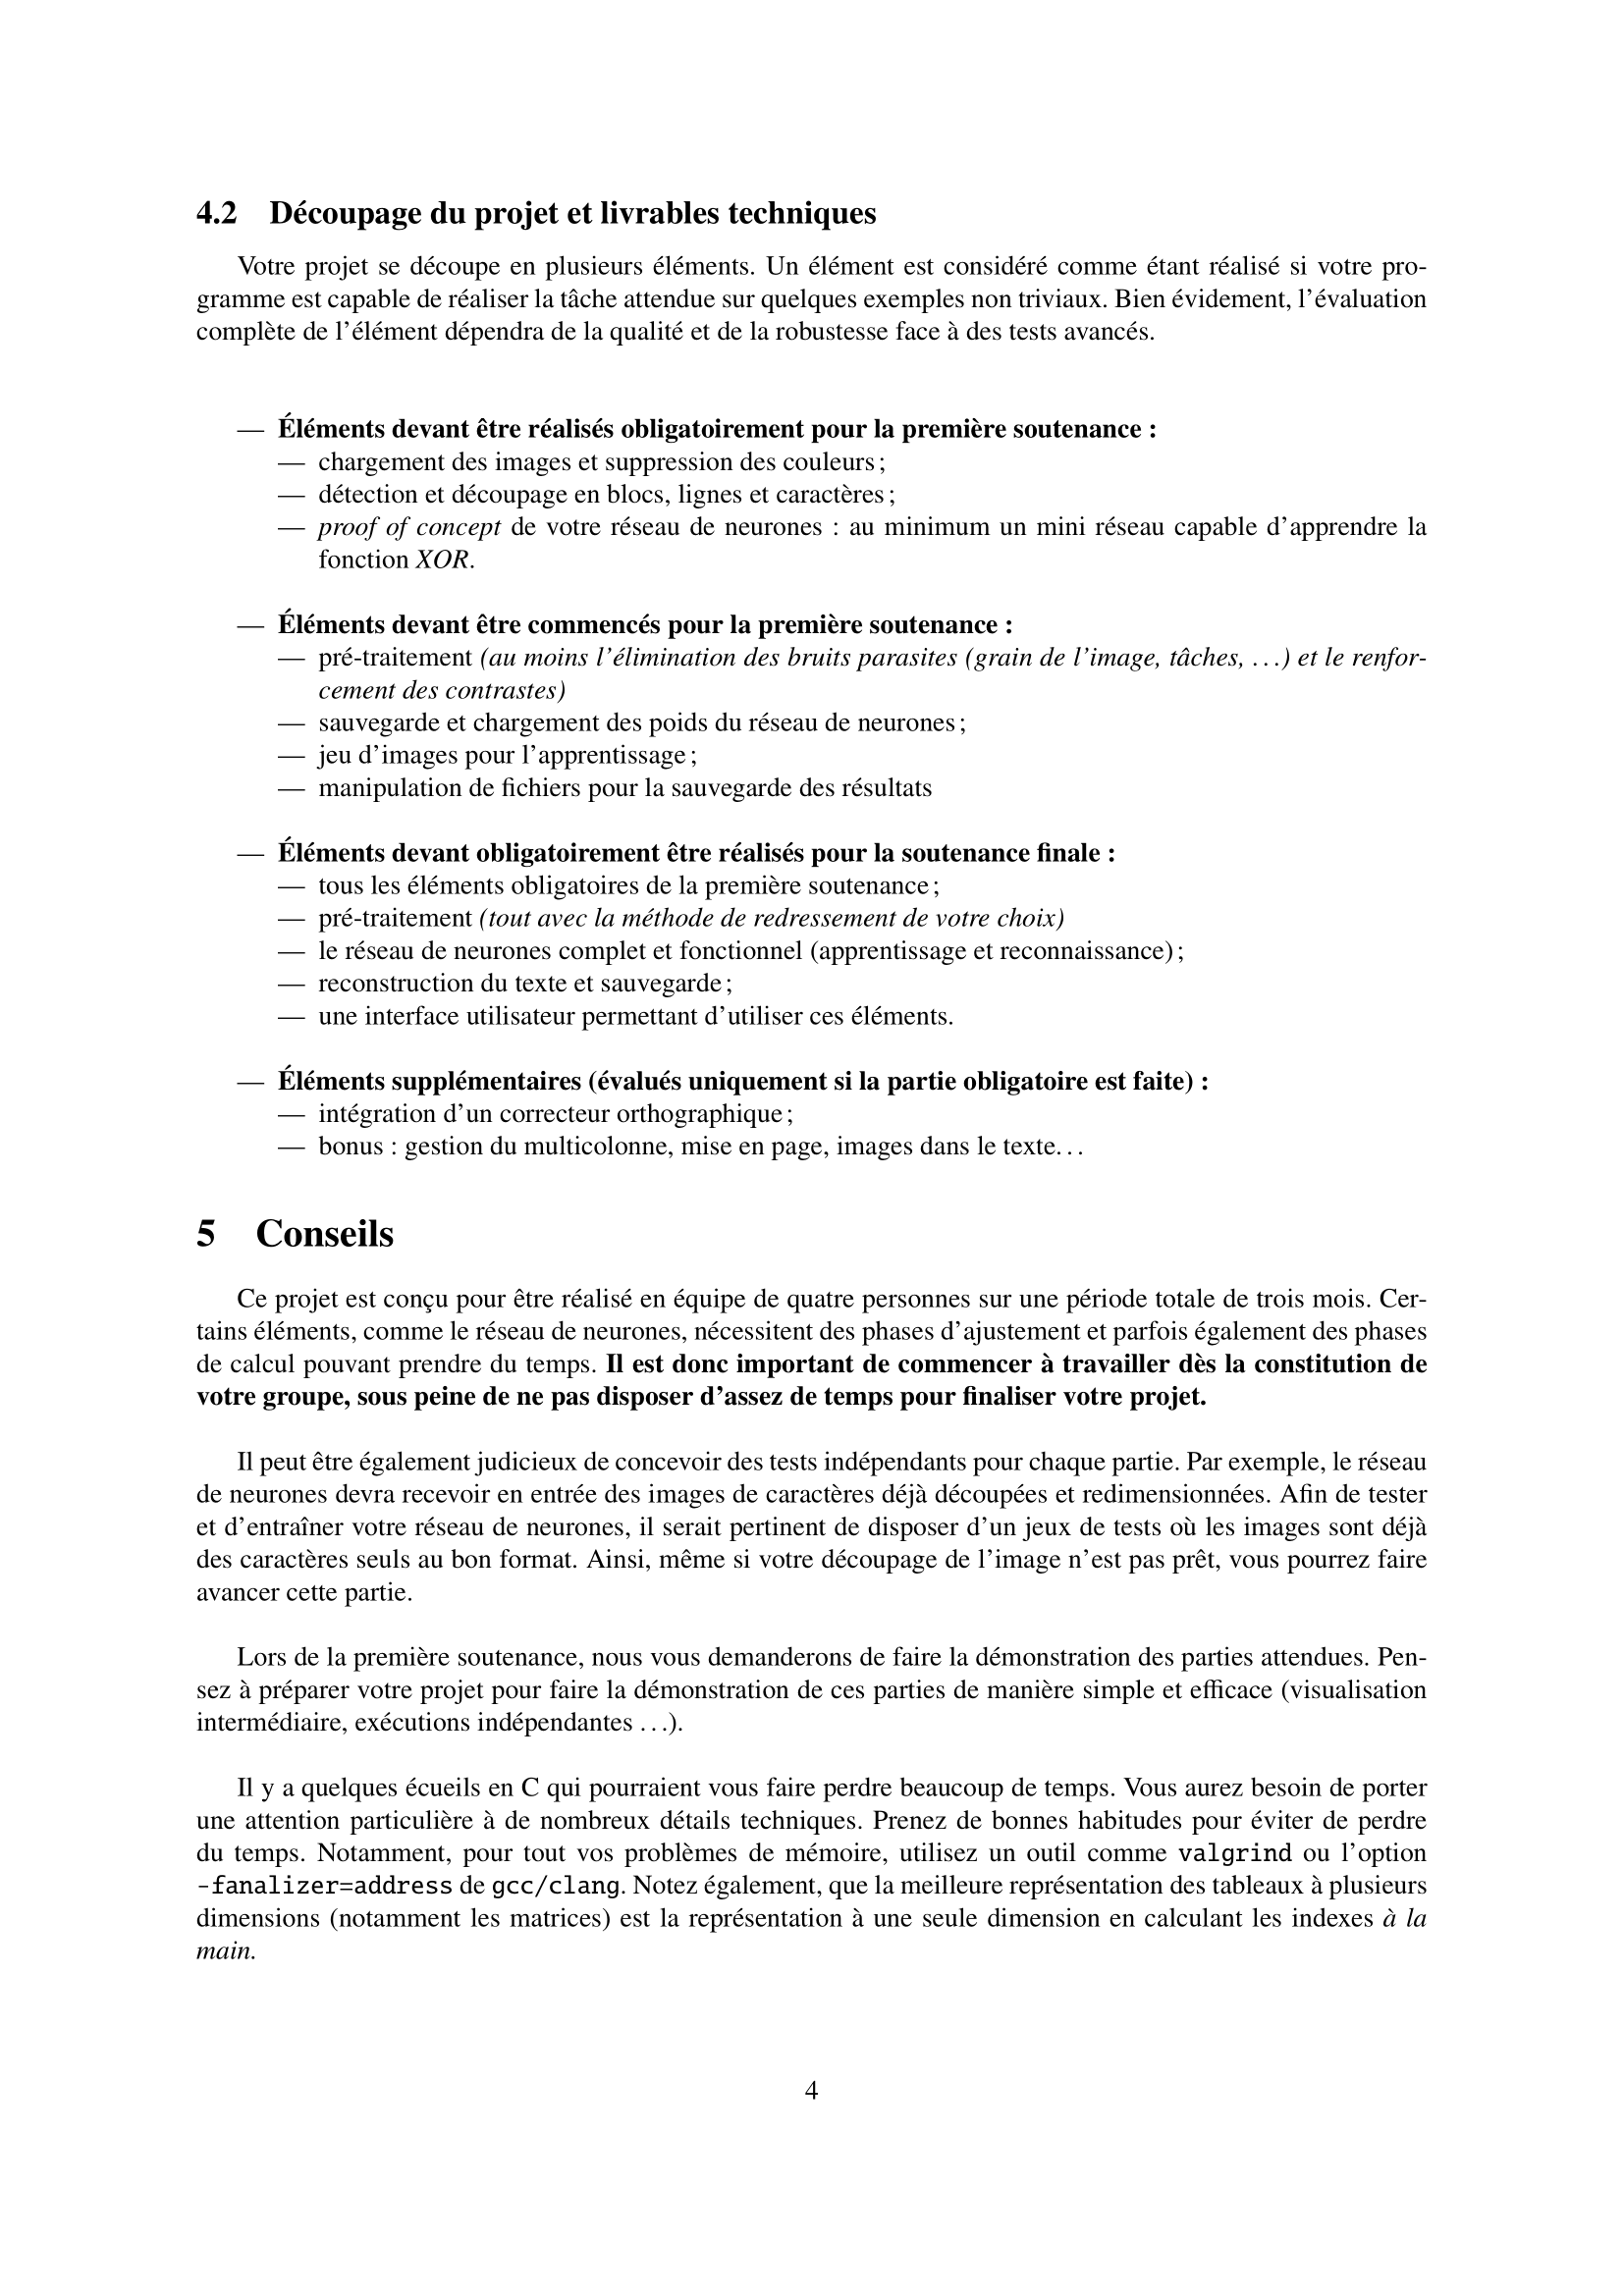 4.2 Découpage du projet et livrables techniques
Votre projet se découpe en plusieurs éléments. Un élément est considéré comme étant réalisé si votre pro-
gramme est capable de réaliser la tâche attendue sur quelques exemples non triviaux. Bien évidement, l'évaluation
complète de l'élément dépendra de la qualité et de la robustesse face à des tests avancés.
— Éléments devant être réalisés obligatoirement pour la première soutenance :
— chargement des images et suppression des couleurs ;
— détection et découpage en blocs, lignes et caractères ;
— proof of concept de votre réseau de neurones : au minimum un mini réseau capable d'apprendre la
fonction XOR.
— Éléments devant être commencés pour la première soutenance :
— pré-traitement (au moins l'élimination des bruits parasites (grain de l'image, tâches, ...) et le renfor-
cement des contrastes)
— sauvegarde et chargement des poids du réseau de neurones ;
— jeu d'images pour l'apprentissage ;
— manipulation de fichiers pour la sauvegarde des résultats
— Éléments devant obligatoirement être réalisés pour la soutenance finale :
— tous les éléments obligatoires de la première soutenance ;
— pré-traitement (tout avec la méthode de redressement de votre choix)
— le réseau de neurones complet et fonctionnel (apprentissage et reconnaissance) ;
— reconstruction du texte et sauvegarde ;
— une interface utilisateur permettant d'utiliser ces éléments.
— Éléments supplémentaires (évalués uniquement si la partie obligatoire est faite) :
— intégration d'un correcteur orthographique ;
— bonus : gestion du multicolonne, mise en page, images dans le texte...
5 Conseils
Ce projet est conçu pour être réalisé en équipe de quatre personnes sur une période totale de trois mois. Cer-
tains éléments, comme le réseau de neurones, nécessitent des phases d'ajustement et parfois également des phases
de calcul pouvant prendre du temps. Il est donc important de commencer à travailler dès la constitution de
votre groupe, sous peine de ne pas disposer d'assez de temps pour finaliser votre projet.
Il peut être également judicieux de concevoir des tests indépendants pour chaque partie. Par exemple, le réseau
de neurones devra recevoir en entrée des images de caractères déjà découpées et redimensionnées. Afin de tester
et d'entraîner votre réseau de neurones, il serait pertinent de disposer d'un jeux de tests où les images sont déjà
des caractères seuls au bon format. Ainsi, même si votre découpage de l'image n'est pas prêt, vous pourrez faire
avancer cette partie.
Lors de la première soutenance, nous vous demanderons de faire la démonstration des parties attendues. Pen-
sez à préparer votre projet pour faire la démonstration de ces parties de manière simple et efficace (visualisation
intermédiaire, exécutions indépendantes ...).
Il y a quelques écueils en C qui pourraient vous faire perdre beaucoup de temps. Vous aurez besoin de porter
une attention particulière à de nombreux détails techniques. Prenez de bonnes habitudes pour éviter de perdre
du temps. Notamment, pour tout vos problèmes de mémoire, utilisez un outil comme valgrind ou l'option
-fanalizer=address de gcc/clang. Notez également, que la meilleure représentation des tableaux à plusieurs
dimensions (notamment les matrices) est la représentation à une seule dimension en calculant les indexes à la
main.
4